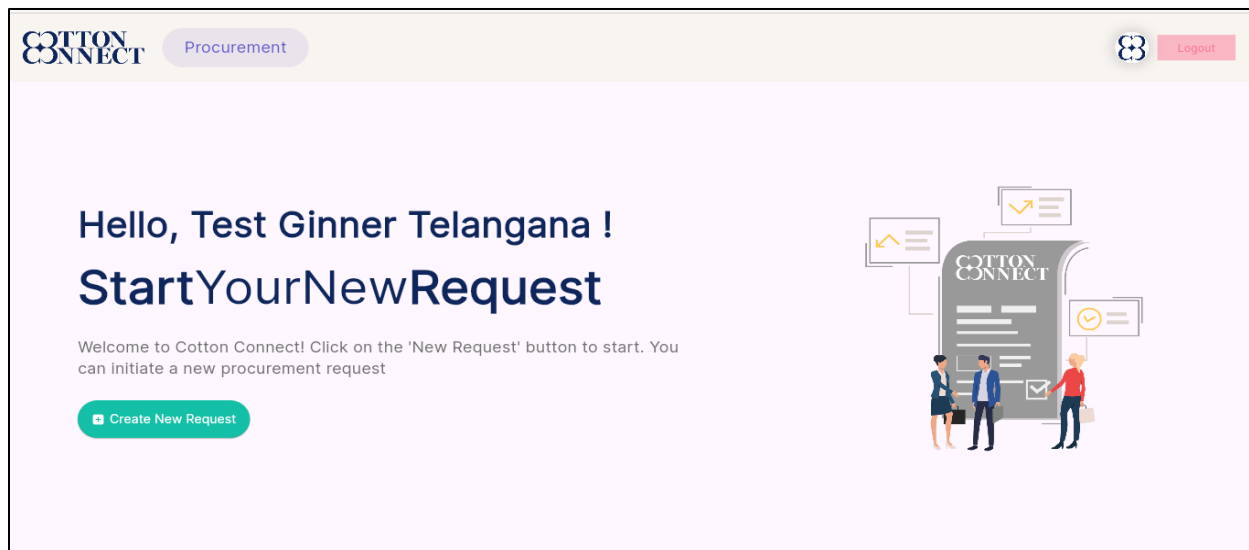 COTTON
CONNECT
Procurement
Logout
Hello, Test Ginner Telangana !
StartYourNewRequest
Welcome to Cotton Connect! Click on the 'New Request' button to start. You
can initiate a new procurement request
Create New Request
COTTON
CONNECT